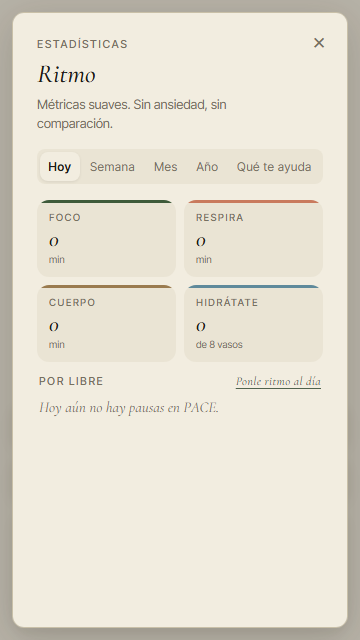 ESTADÍSTICAS
Ritmo
Métricas suaves. Sin ansiedad, sin
comparación.
Hoy Semana Mes Año Qué te ayuda
FOCO
0
min
RESPIRA
0
min
CUERPO
0
min
HIDRÁTATE
0
de 8 vasos
POR LIBRE
Ponle ritmo al día
Hoy aún no hay pausas en PACE.